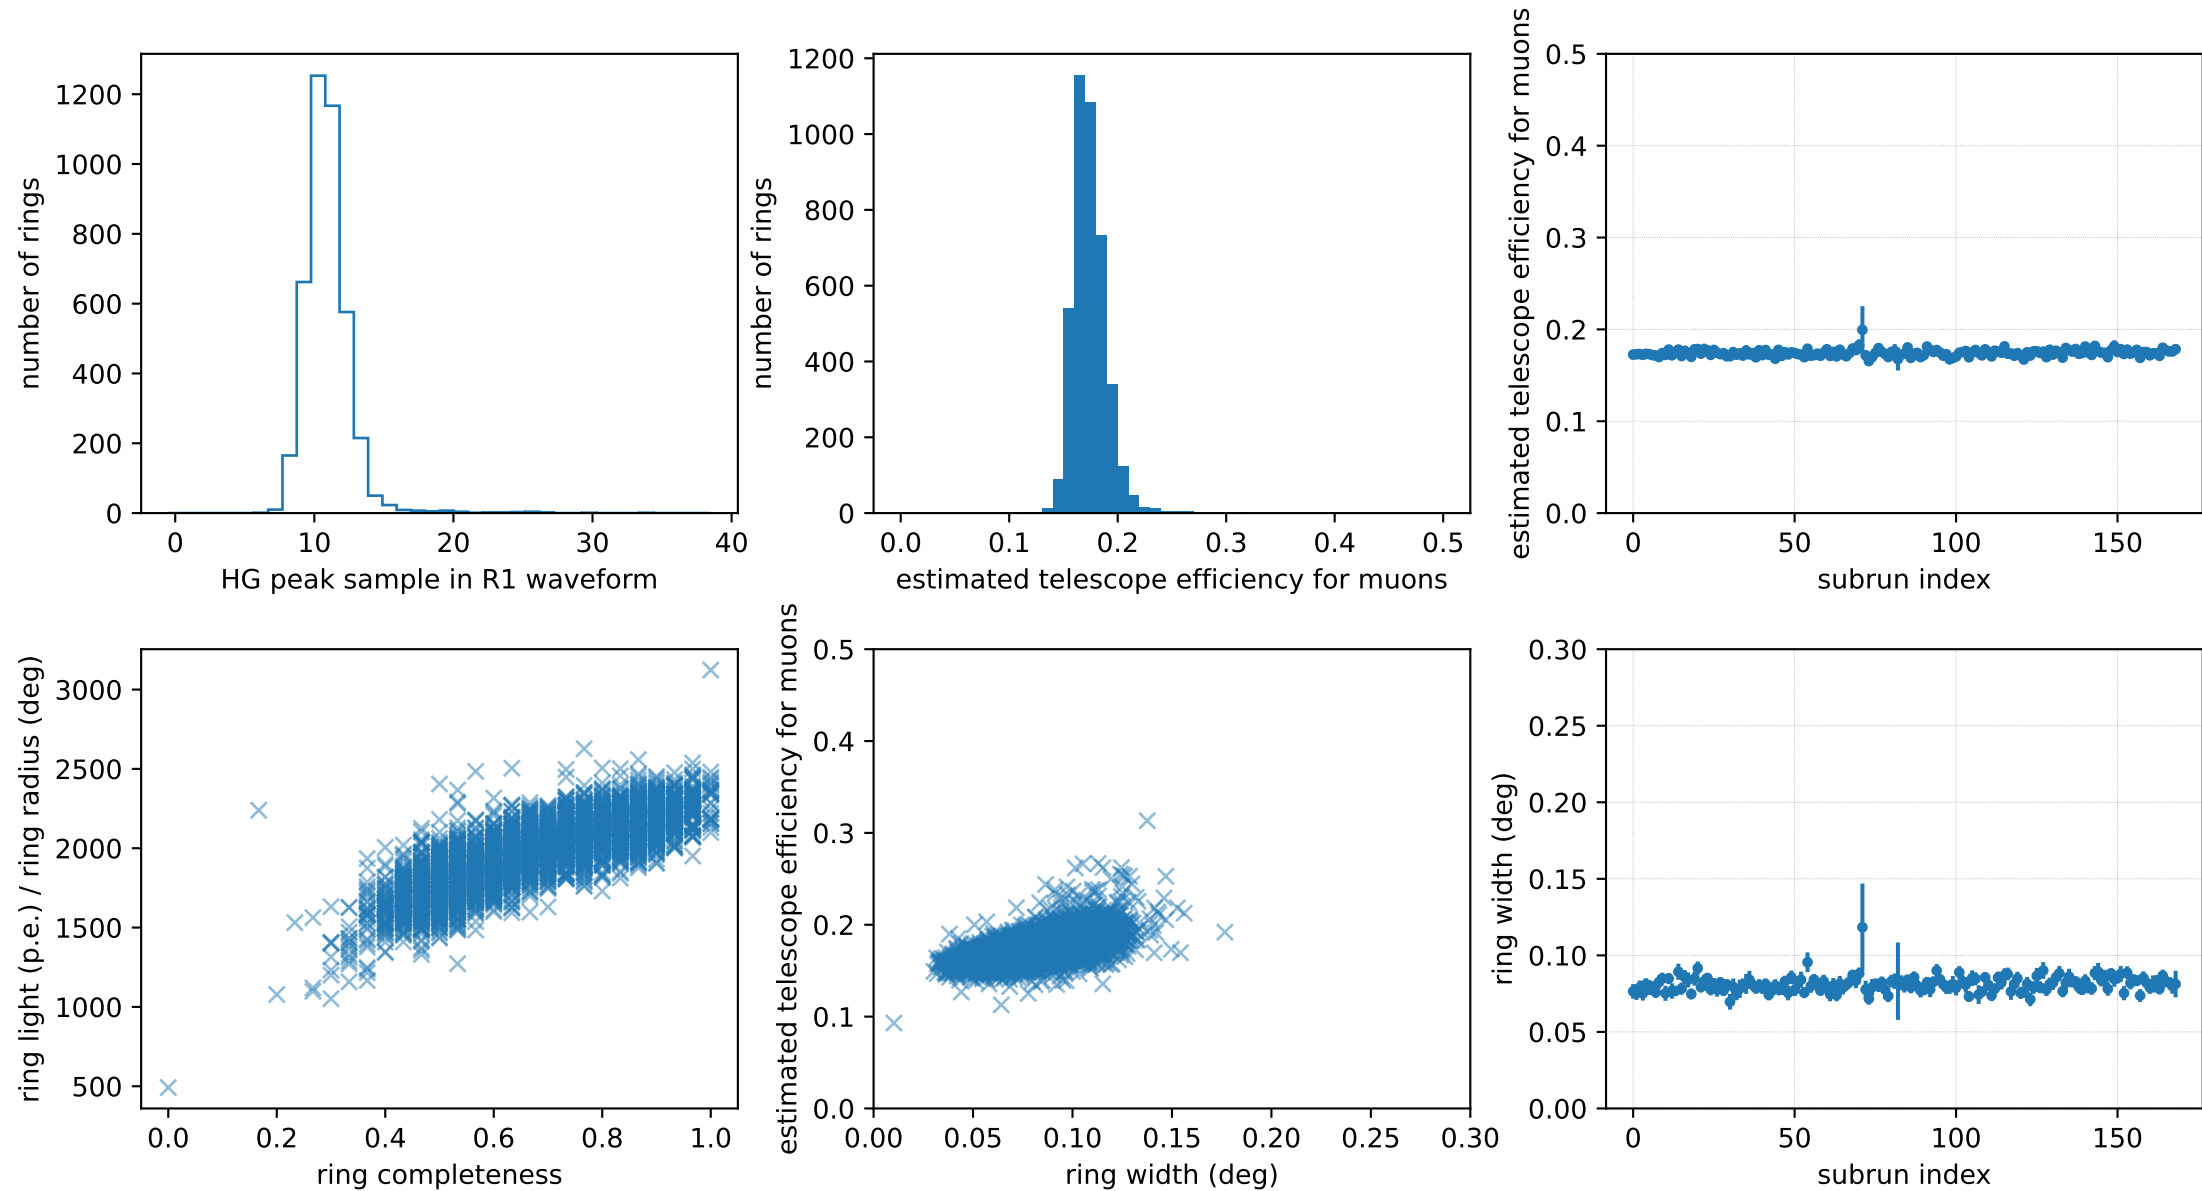 number of rings
1200
1000
800
600
400
200
0
0 10 20 30 40
HG peak sample in R1 waveform
number of rings
1200
1000
800
600
400
200
0
0.0 0.1 0.2 0.3 0.4 0.5
estimated telescope efficiency for muons
estimated telescope efficiency for muons
0.5
0.4
0.3
0.2
0.1
0.0
0 50 100 150
subrun index
ring light (p.e.) / ring radius (deg)
3000
2500
2000
1500
1000
500
0.0 0.2 0.4 0.6 0.8 1.0
ring completeness
estimated telescope efficiency for muons
0.5
0.4
0.3
0.2
0.1
0.0
0.00 0.05 0.10 0.15 0.20 0.25 0.30
ring width (deg)
ring width (deg)
0.30
0.25
0.20
0.15
0.10
0.05
0.00
0 50 100 150
subrun index